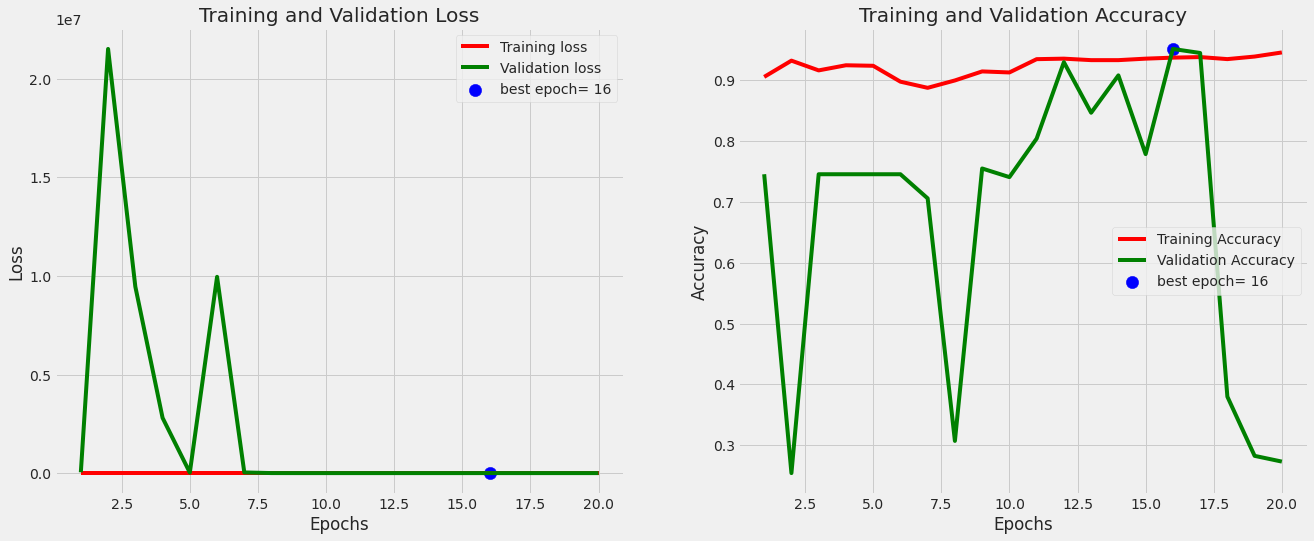 Training and Validation Loss
1e7
Training loss
Validation loss
best epoch= 16
2.0
1.5
1.0
0.5
0.0
Loss
2.5 5.0 7.5 10.0 12.5 15.0 17.5 20.0
Epochs
Training and Validation Accuracy
0.9
0.8
0.7
0.6
0.5
0.4
0.3
Accuracy
Training Accuracy
Validation Accuracy
best epoch= 16
2.5 5.0 7.5 10.0 12.5 15.0 17.5 20.0
Epochs